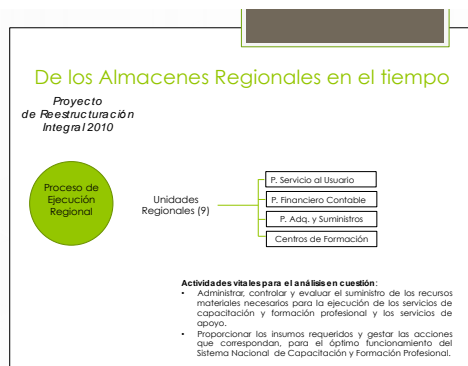 De los Almacenes Regionales en el tiempo
Proyecto
de Reestructuración
Integral 2010
Proceso de
Ejecución
Regional
Unidades
Regionales (9)
P. Servicio al Usuario
P. Financiero Contable
P. Adq. y Suministros
Centros de Formación
Actividades vitales para el análisis en cuestión:
• Administrar, controlar y evaluar el suministro de los recursos
materiales necesarios para la ejecución de los servicios de
capacitación y formación profesional y los servicios de
apoyo.
• Proporcionar los insumos requeridos y gestar las acciones
que correspondan, para el óptimo funcionamiento del
Sistema Nacional de Capacitación y Formación Profesional.